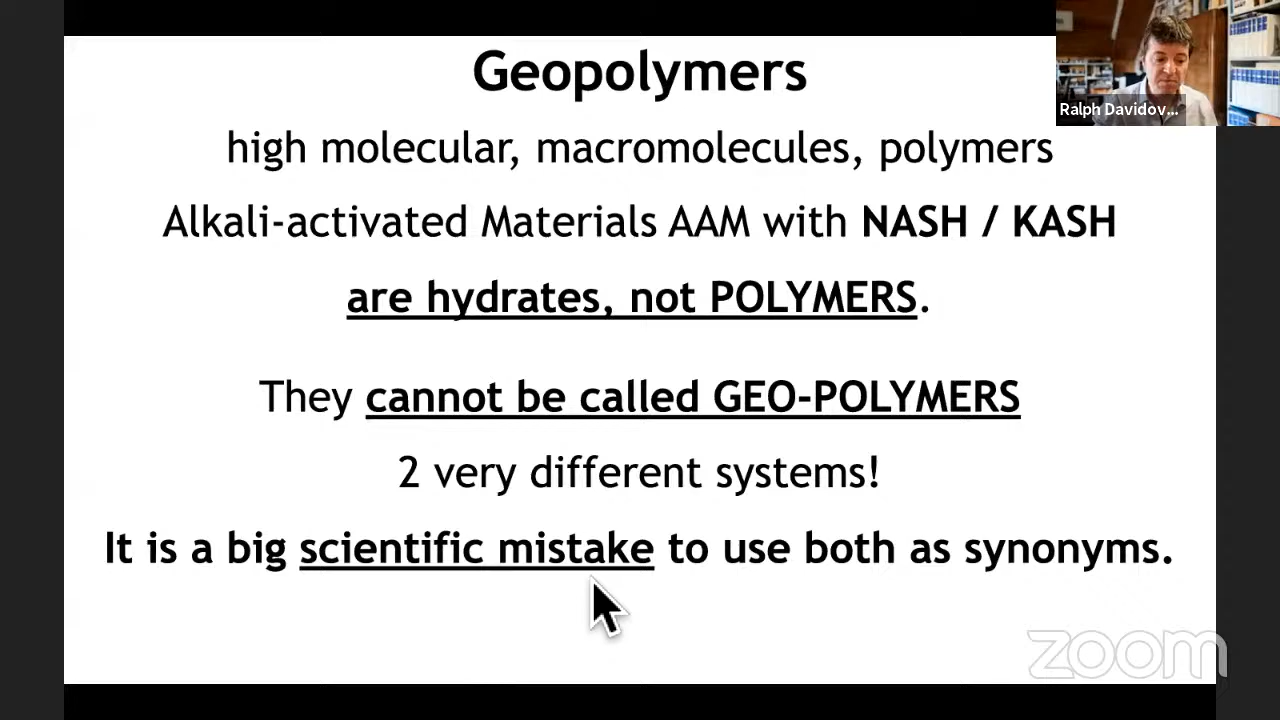 Geopolymers
Ralph Davidov...
high molecular, macromolecules, polymers
Alkali-activated Materials AAM with NASH / KASH
are hydrates, not POLYMERS.
They cannot be called GEO-POLYMERS
2 very different systems!
It is a big scientific mistake to use both as synonyms.
zoom